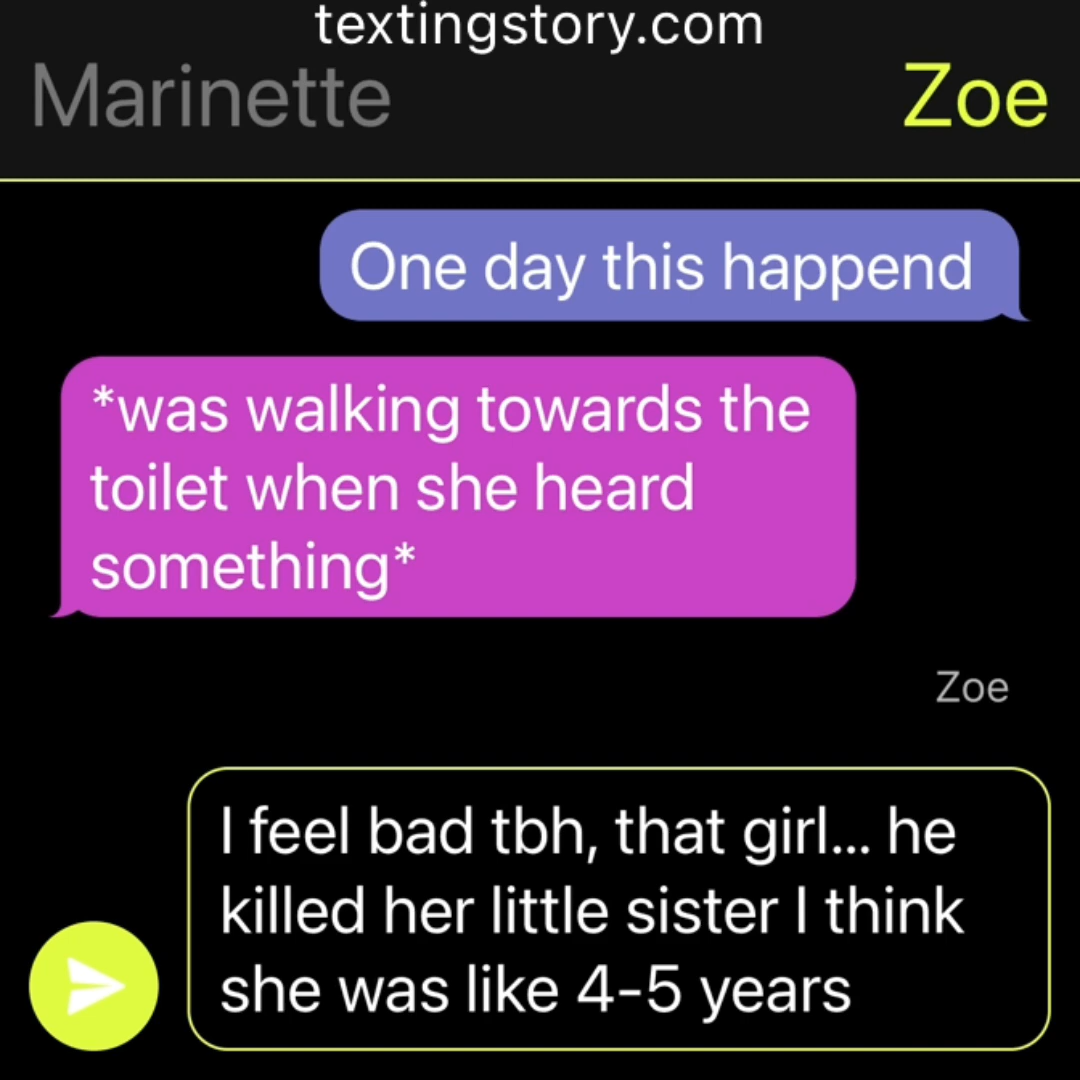 textingstory.com
Marinette
Zoe
One day this happend
*was walking towards the
toilet when she heard
something*
Zoe
I feel bad tbh, that girl... he
killed her little sister I think
she was like 4-5 years